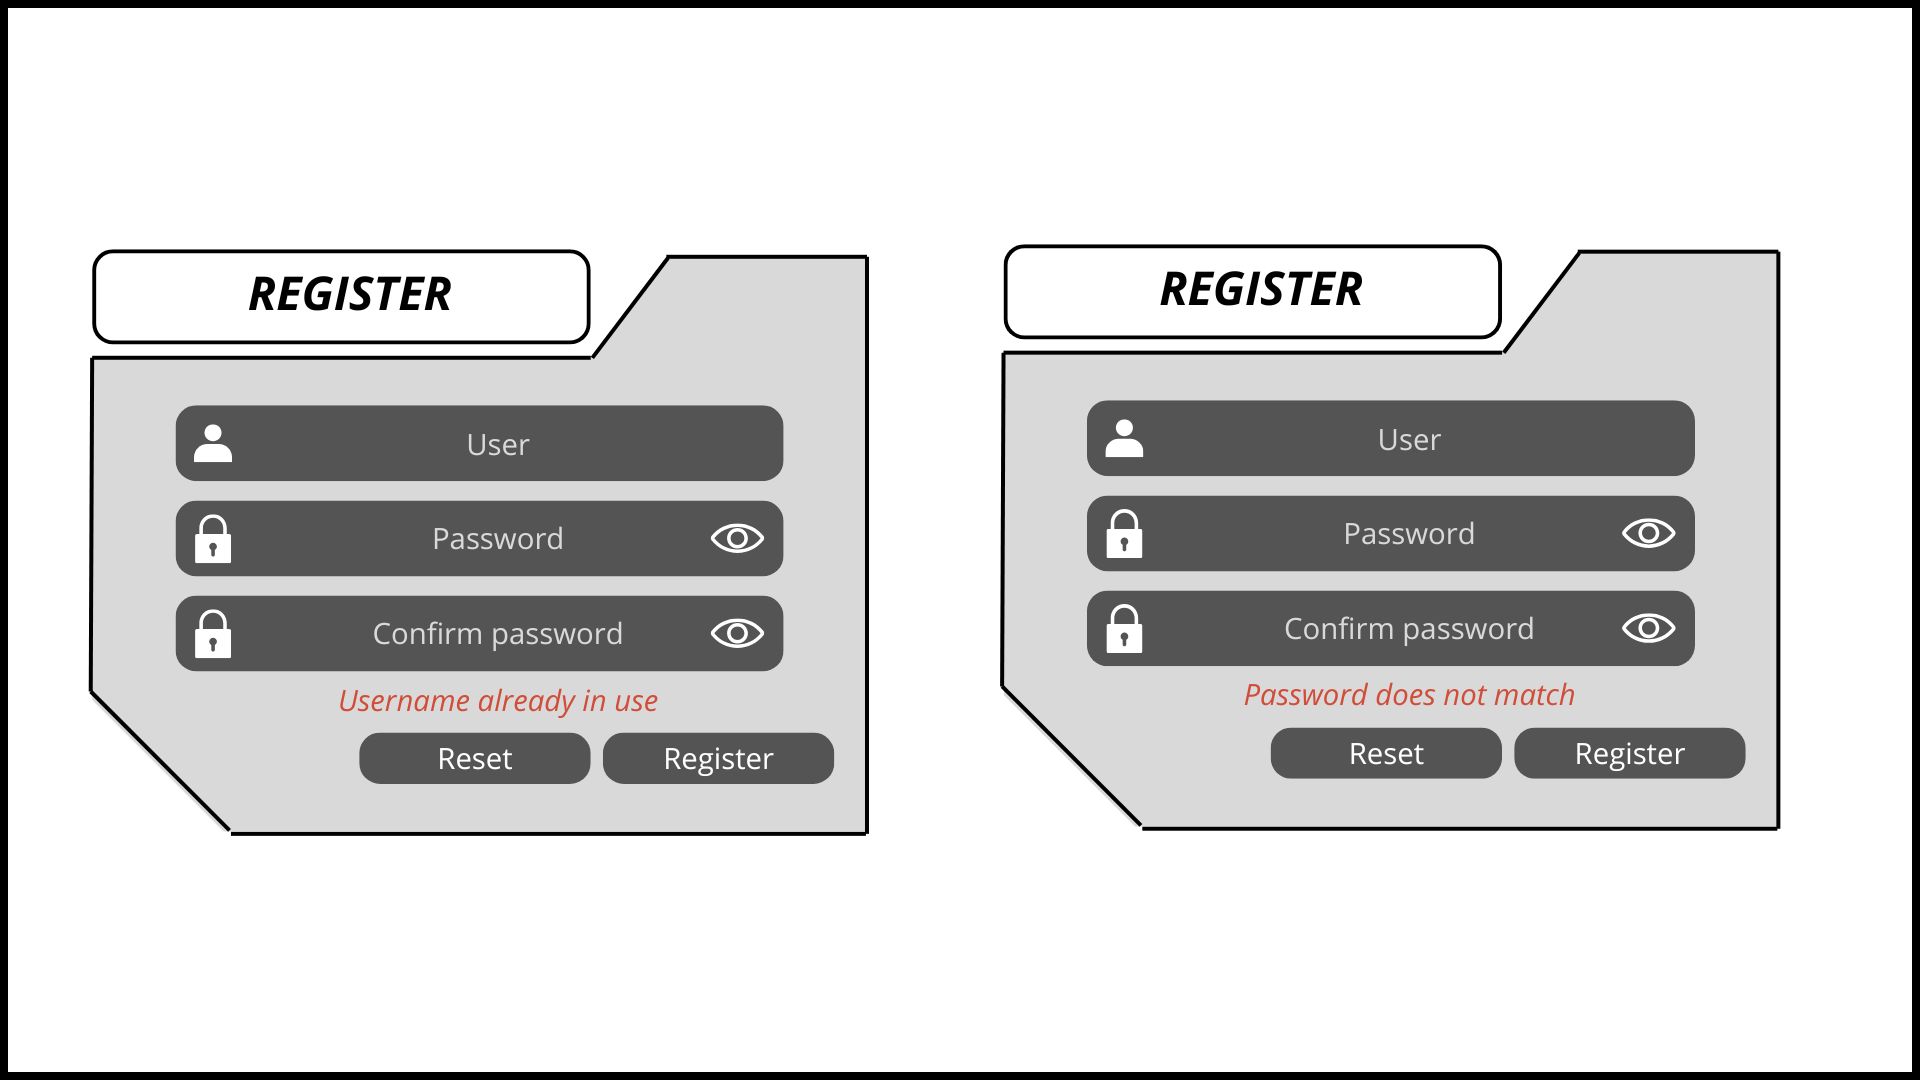 REGISTER
User
Password
Confirm password
Username already in use
Reset
Register
REGISTER
User
Password
Confirm password
Password does not match
Reset
Register